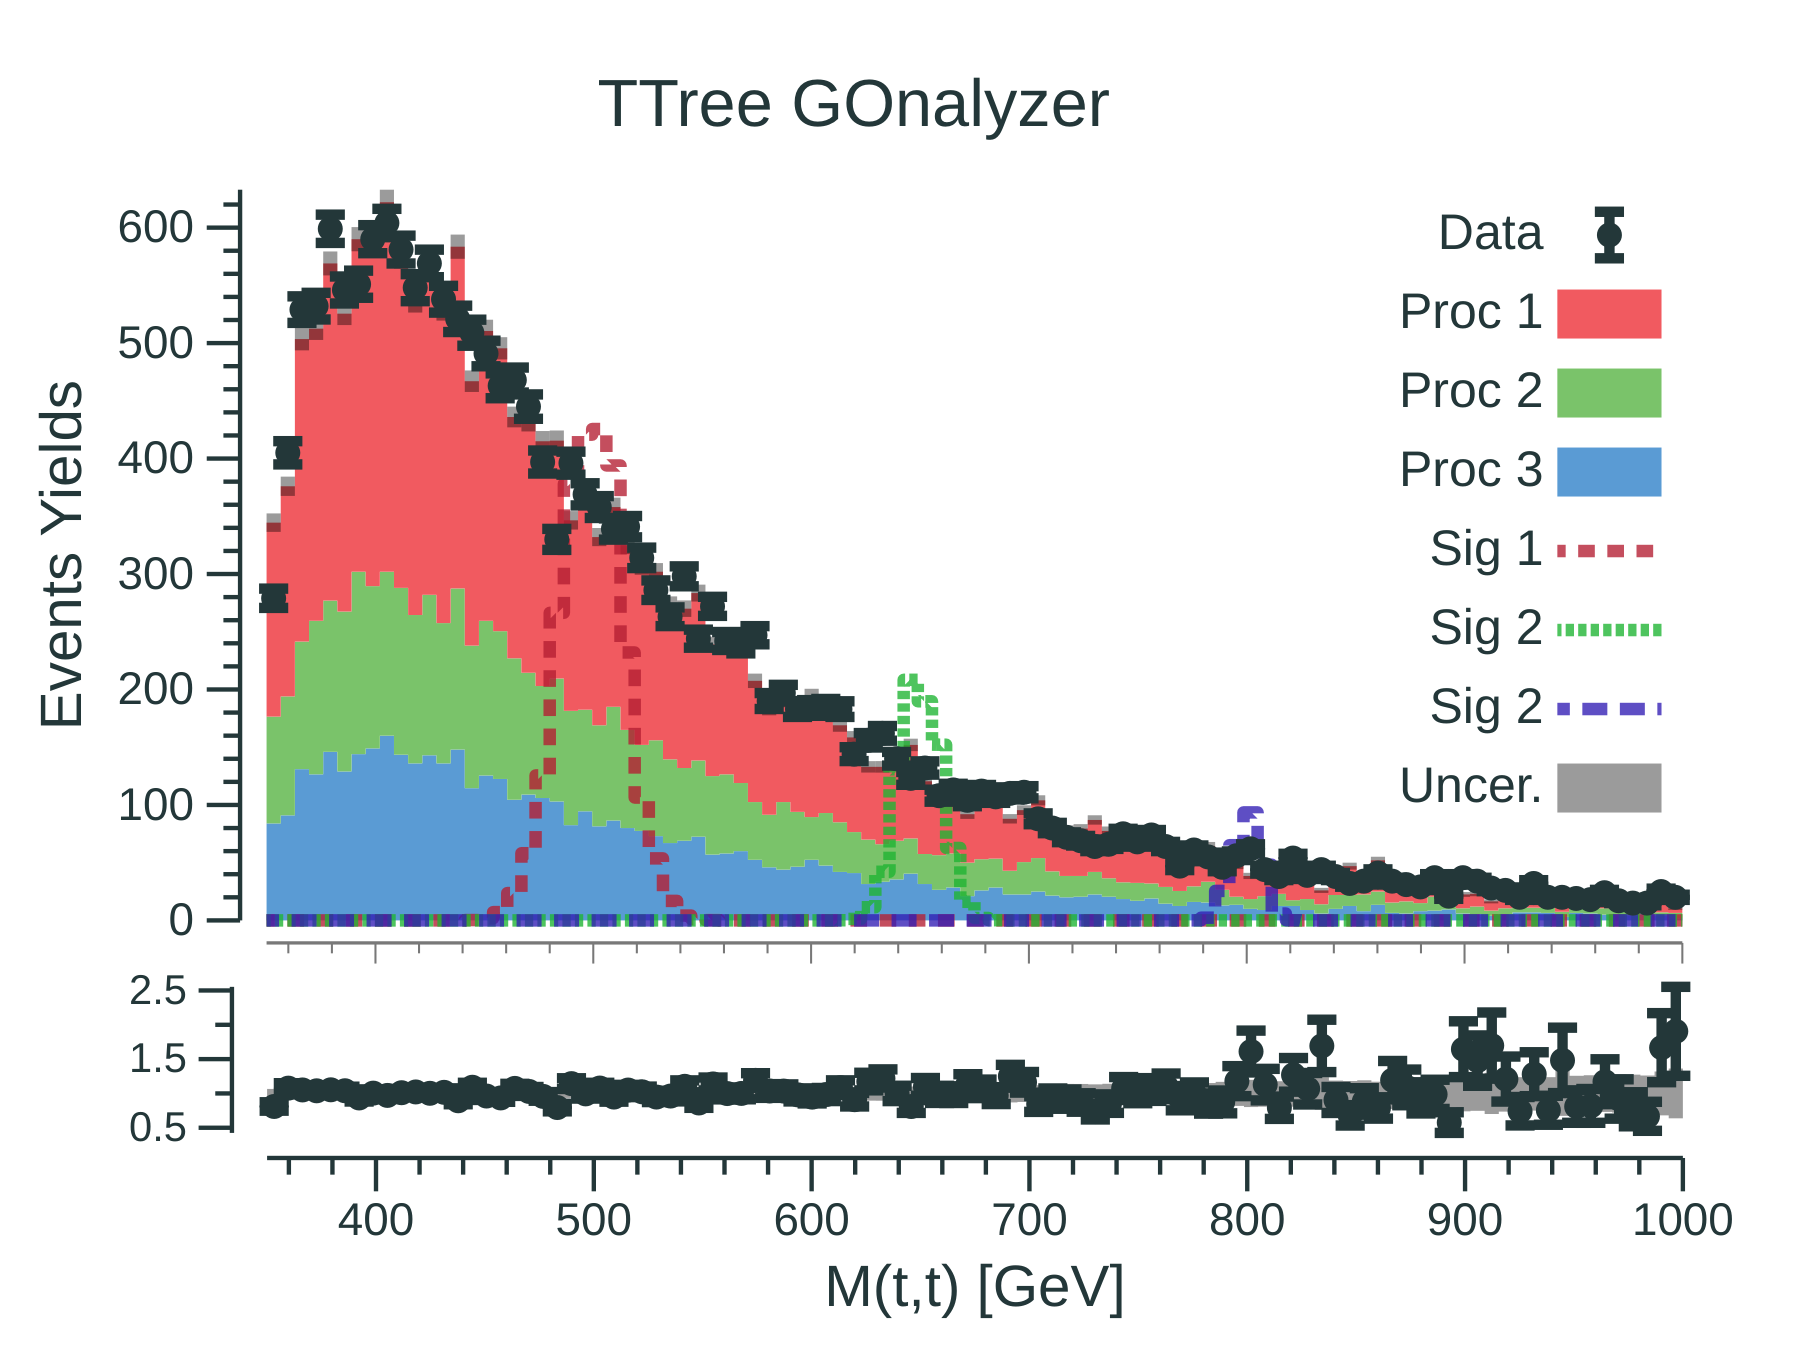 TTree GOnalyzer
Events Yields
600
500
400
300
200
100
0
Data
Proc 1
Proc 2
Proc 3
Sig 1
Sig 2
Sig 2
Uncer.
2.5
1.5
0.5
400 500 600 700 800 900 1000
M(t,t) [GeV]